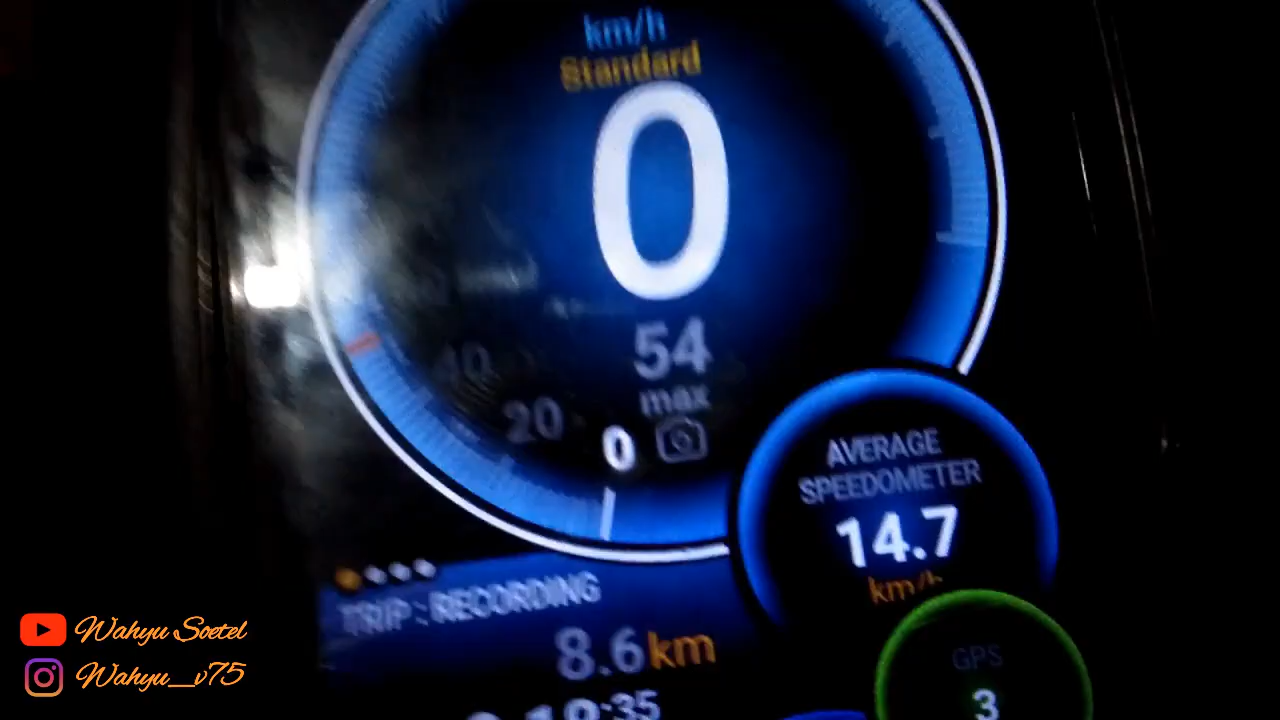 km/h
Standard
0
54
max
40
20
0
AVERAGE
SPEEDOMETER
14.7
km/h
TRIP : RECORDING
8.6 km
GPS
3
Wahyu Soetel
Wahyu_v75